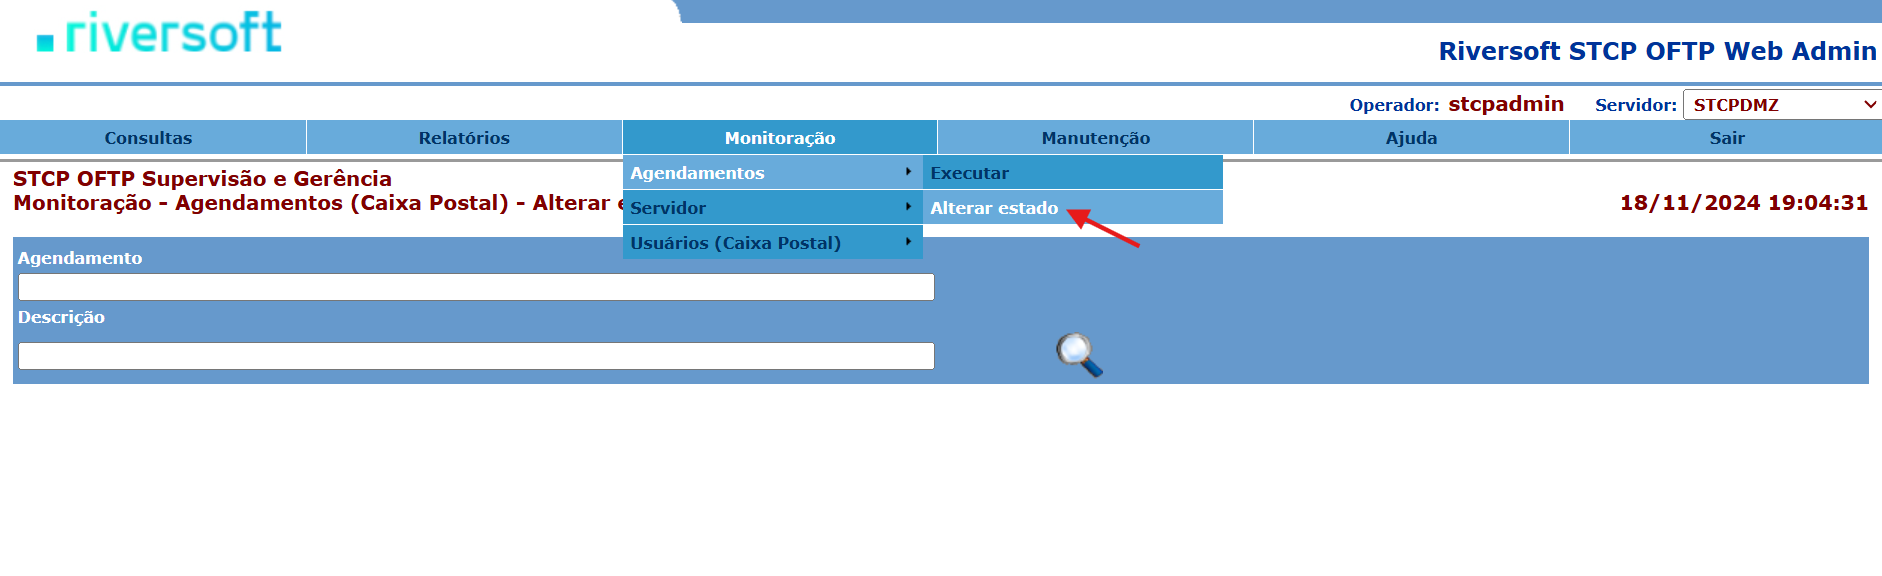 riversoft
Riversoft STCP OFTP Web Admin
Operador: stcpadmin Servidor: STCPDMZ
Consultas Relatórios Monitoração Manutenção Ajuda Sair
Agendamentos Executar
STCP OFTP Supervisão e Gerência
Monitoração - Agendamentos (Caixa Postal) - Alterar
Servidor Alterar estado
18/11/2024 19:04:31
Usuários (Caixa Postal)
Agendamento
Descrição